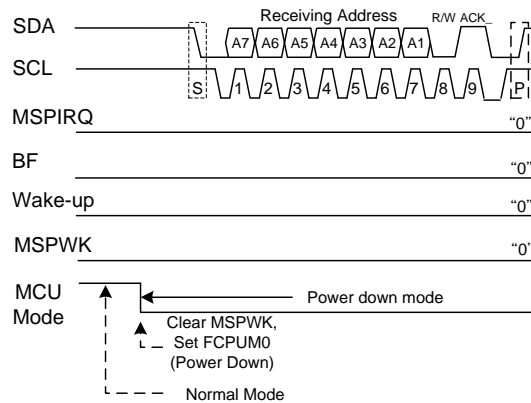 Receiving Address
R/W ACK_
SDA
A7 A6 A5 A4 A3 A2 A1
SCL
S 1 2 3 4 5 6 7 8 9 P
MSPIRQ
“0”
BF
“0”
Wake-up
“0”
MSPWK
“0”
MCU
Mode
Power down mode
Clear MSPWK,
Set FCPUM0
(Power Down)
Normal Mode